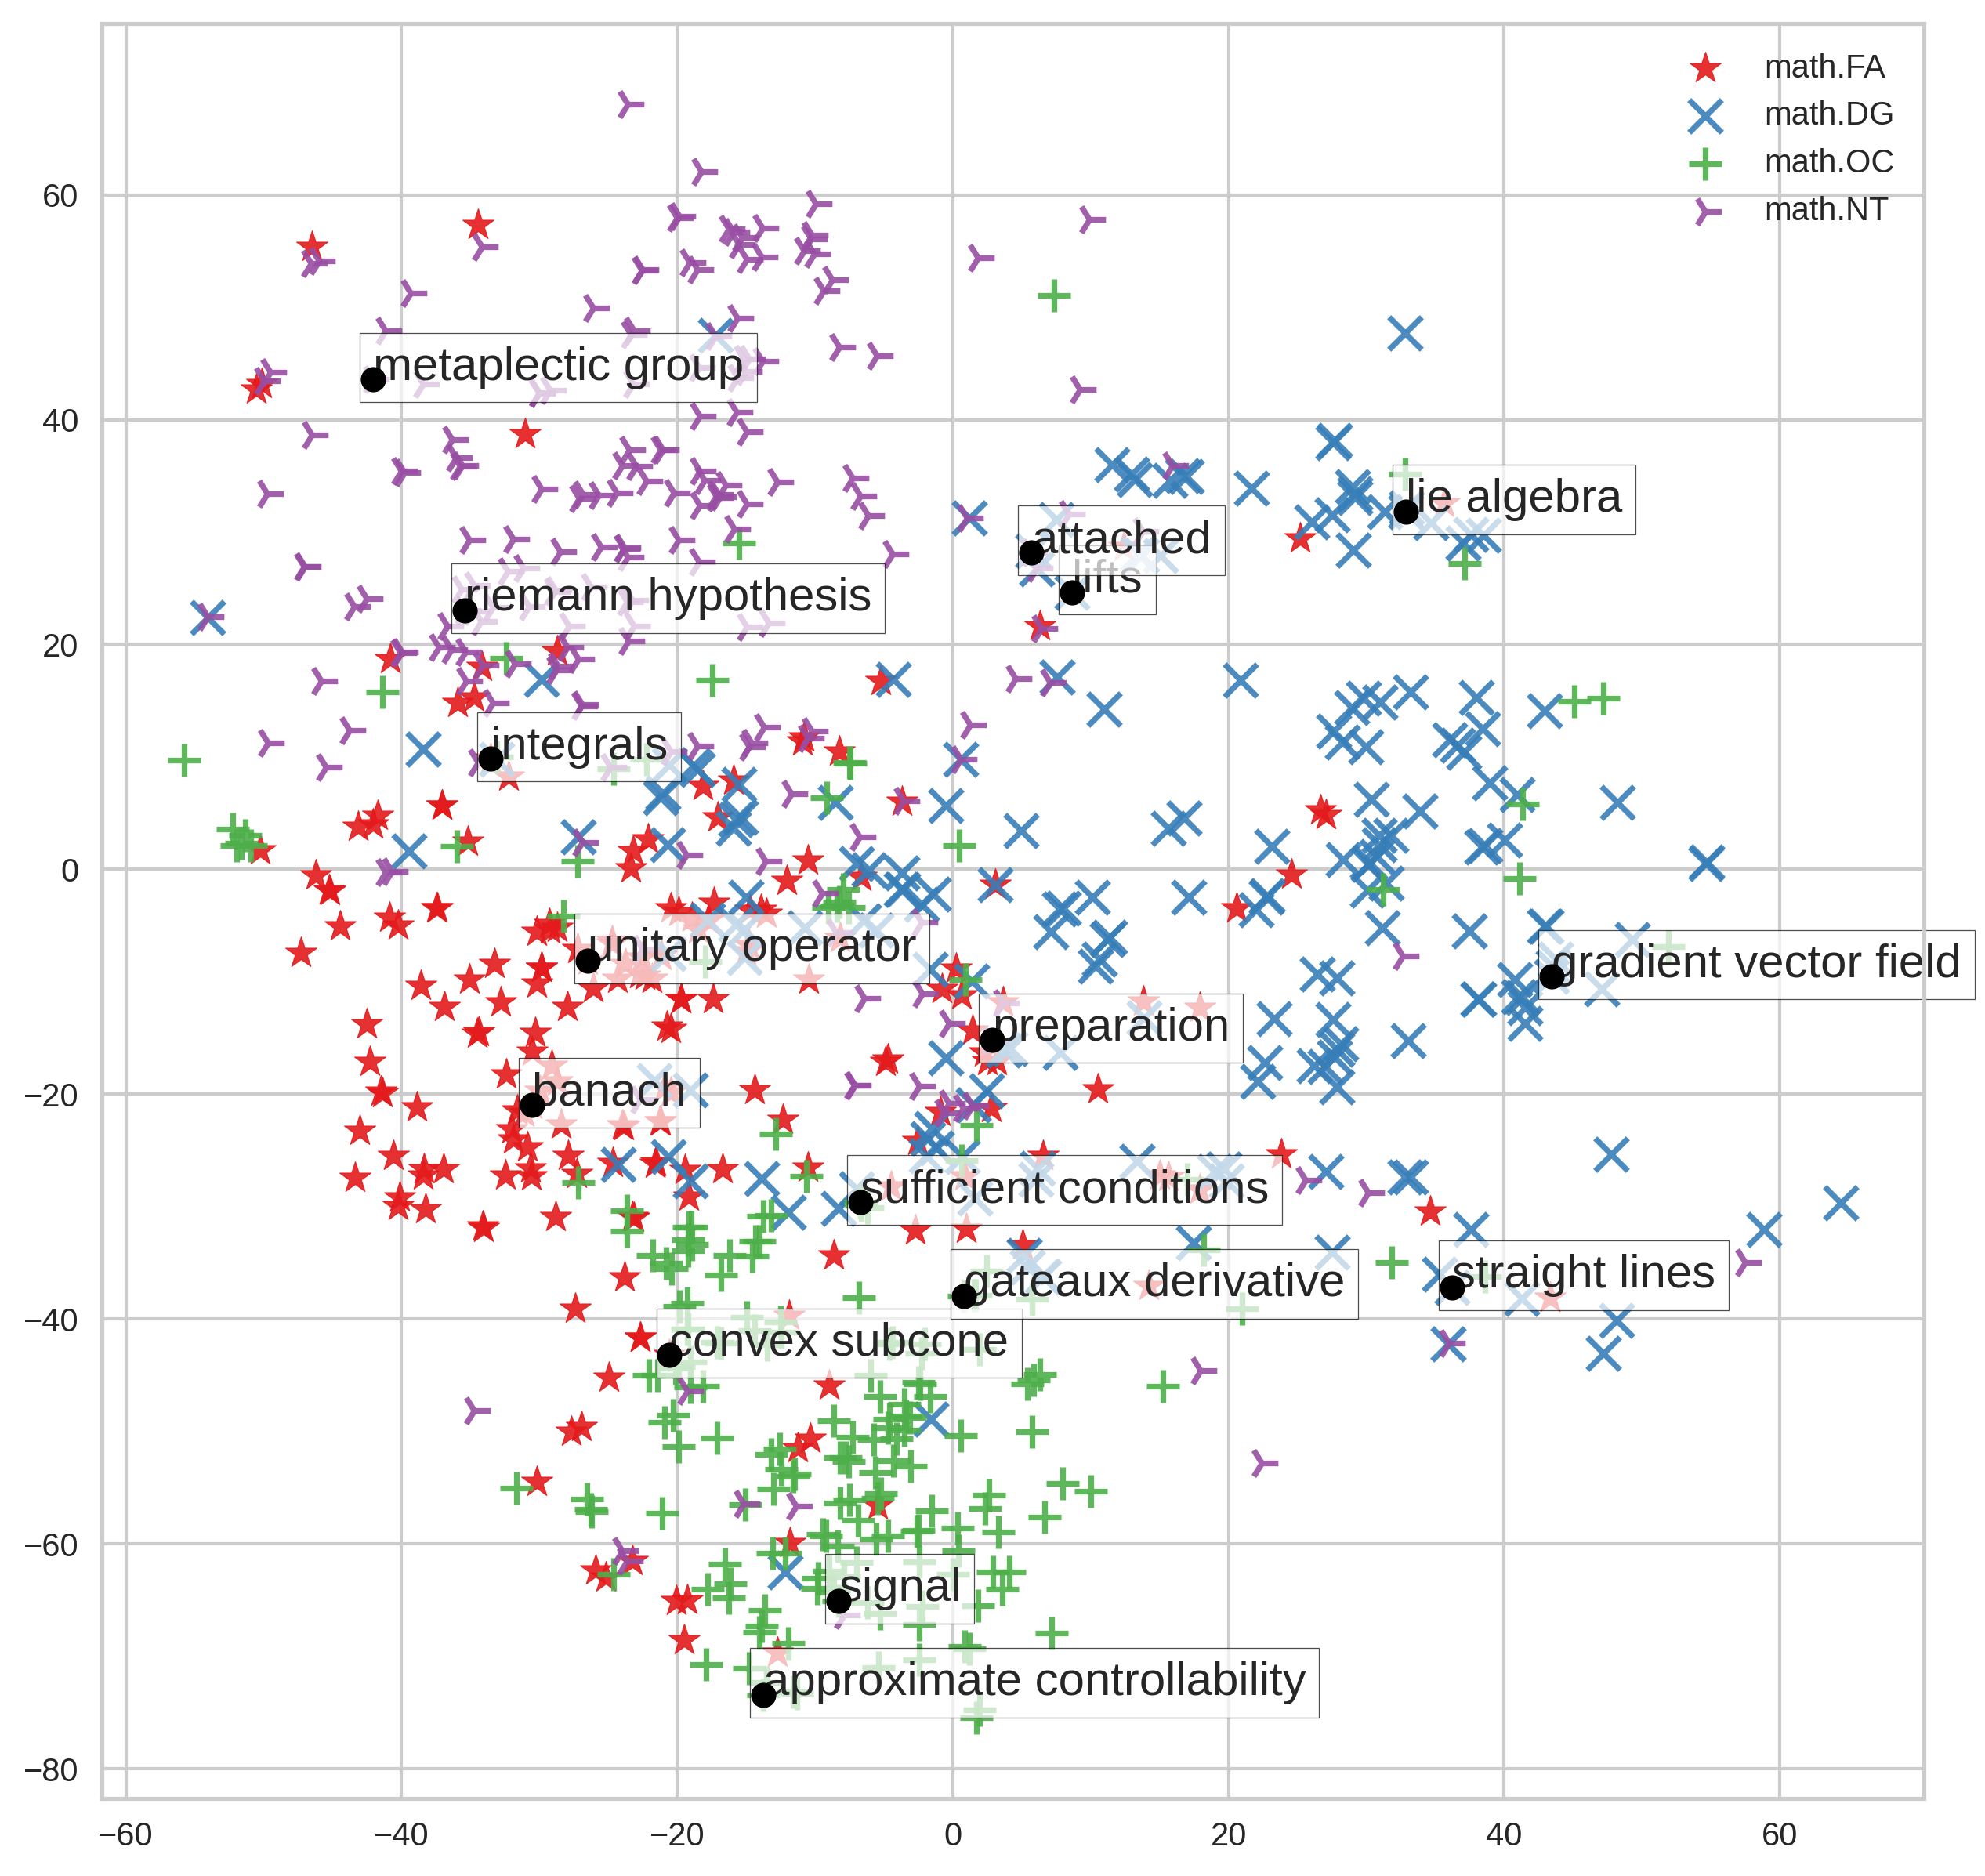 math.FA
math.DG
math.OC
math.NT
60
40
20
0
−20
−40
−60
−80
metaplectic group
lie algebra
attached
lifts
riemann hypothesis
integrals
unitary operator
gradient vector field
preparation
banach
sufficient conditions
gateaux derivative
straight lines
convex subcone
signal
approximate controllability
−60
−40
−20
0
20
40
60